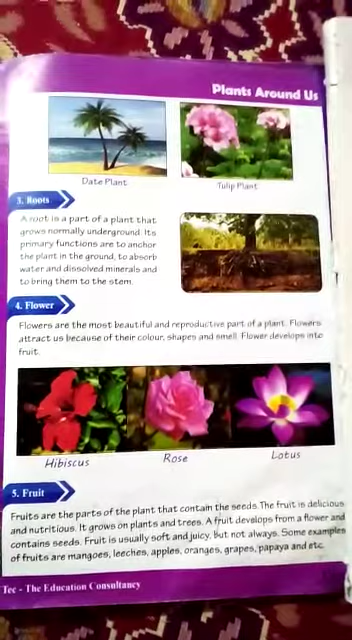 Plants Around Us
Date Plant
Tulip Plant
3. Roots
A root is a part of a plant that
grows normally underground. Its
primary functions are to anchor
the plant in the ground, to absorb
water and dissolved minerals and
to bring them to the stem.
4. Flower
Flowers are the most beautiful and reproductive part of a plant. Flowers
attract us because of their colour, shapes and smell. Flower develops into
fruit.
Hibiscus
Rose
Lotus
5. Fruit
Fruits are the parts of the plant that contain the seeds. The fruit is delicious
and nutritious. It grows on plants and trees. A fruit develops from a flower and
contains seeds. Fruit is usually soft and juicy, but not always. Some examples
of fruits are mangoes, leeches, apples, oranges, grapes, papaya and etc.
Tec - The Education Consultancy